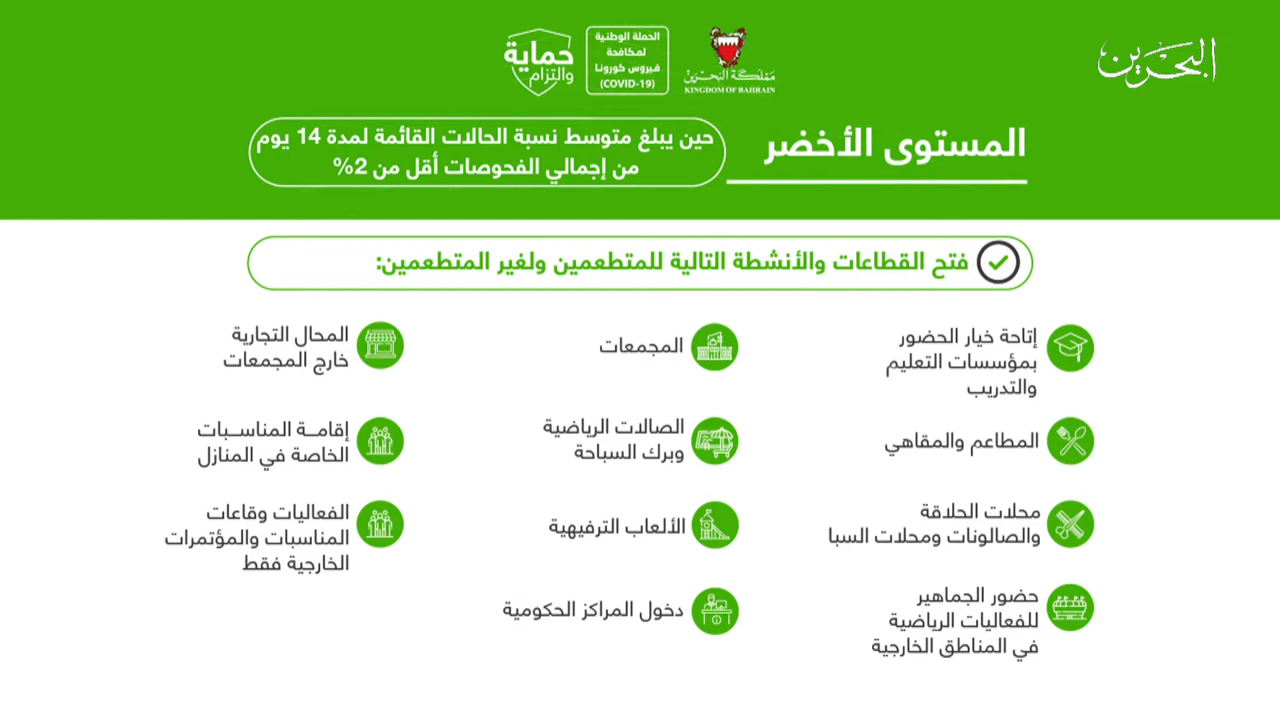 البحرين
مملكة البحرين
KINGDOM OF BAHRAIN
الحملة الوطنية
لمكافحة
فيروس كورونا
(COVID-19)
حماية
والتزام
المستوى الأخضر
حين يبلغ متوسط نسبة الحالات القائمة لمدة 14 يوم
من إجمالي الفحوصات أقل من 2%
فتح القطاعات والأنشطة التالية للمتطعمين ولغير المتطعمين:
إتاحة خيار الحضور
بمؤسسات التعليم
والتدريب
المجمعات
المحال التجارية
خارج المجمعات
المطاعم والمقاهي
الصالات الرياضية
وبرك السباحة
إقامـة المناسـبات
الخاصة في المنازل
محلات الحلاقة
والصالونات ومحلات السبا
الألعاب الترفيهية
الفعاليات وقاعات
المناسبات والمؤتمرات
الخارجية فقط
حضور الجماهير
للفعاليات الرياضية
في المناطق الخارجية
دخول المراكز الحكومية